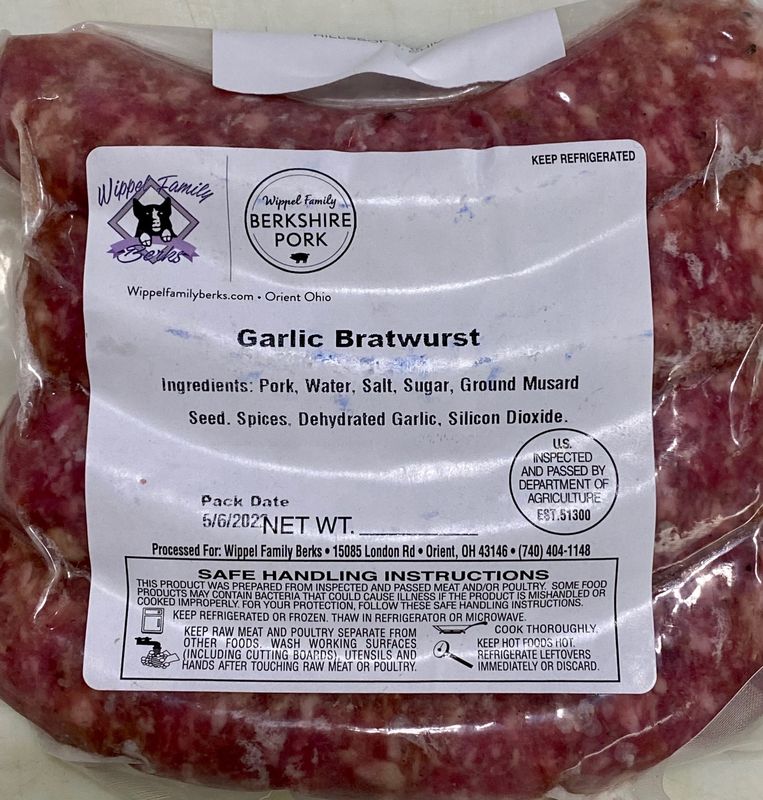 KEEP REFRIGERATED
Wippel Family
Berks
Wippel Family
BERKSHIRE
PORK
Wippelfamilyberks.com • Orient Ohio
Garlic Bratwurst
Ingredients: Pork, Water, Salt, Sugar, Ground Musard
Seed. Spices, Dehydrated Garlic, Silicon Dioxide.
U.S.
INSPECTED
AND PASSED BY
DEPARTMENT OF
AGRICULTURE
EST.51300
Pack Date
NET WT.
Processed For: Wippel Family Berks • 15085 London Rd • Orient, OH 43146 • (740) 404-1148
SAFE HANDLING INSTRUCTIONS
THIS PRODUCT WAS PREPARED FROM INSPECTED AND PASSED MEAT AND/OR POULTRY. SOME FOOD
PRODUCTS MAY CONTAIN BACTERIA THAT COULD CAUSE ILLNESS IF THE PRODUCT IS MISHANDLED OR
COOKED IMPROPERLY. FOR YOUR PROTECTION, FOLLOW THESE SAFE HANDLING INSTRUCTIONS.
KEEP REFRIGERATED OR FROZEN. THAW IN REFRIGERATOR OR MICROWAVE.
KEEP RAW MEAT AND POULTRY SEPARATE FROM
OTHER FOODS. WASH WORKING SURFACES
(INCLUDING CUTTING BOARDS), UTENSILS AND
HANDS AFTER TOUCHING RAW MEAT OR POULTRY.
COOK THOROUGHLY.
KEEP HOT FOODS HOT.
REFRIGERATE LEFTOVERS
IMMEDIATELY OR DISCARD.